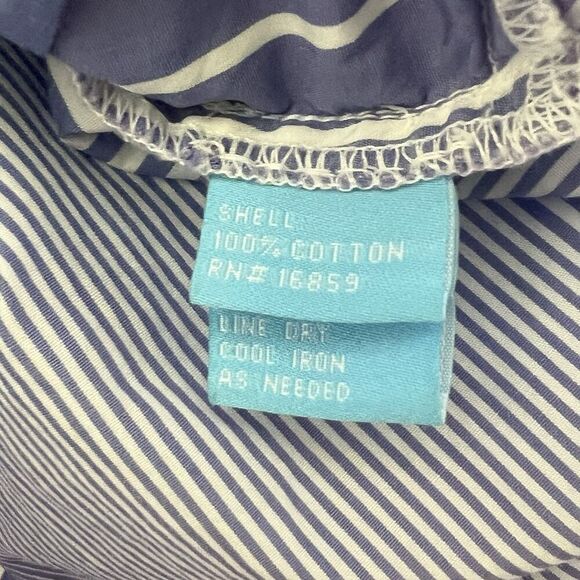 SHELL
100% COTTON
RN# 16859
LINE DRY
COOL IRON
AS NEEDED